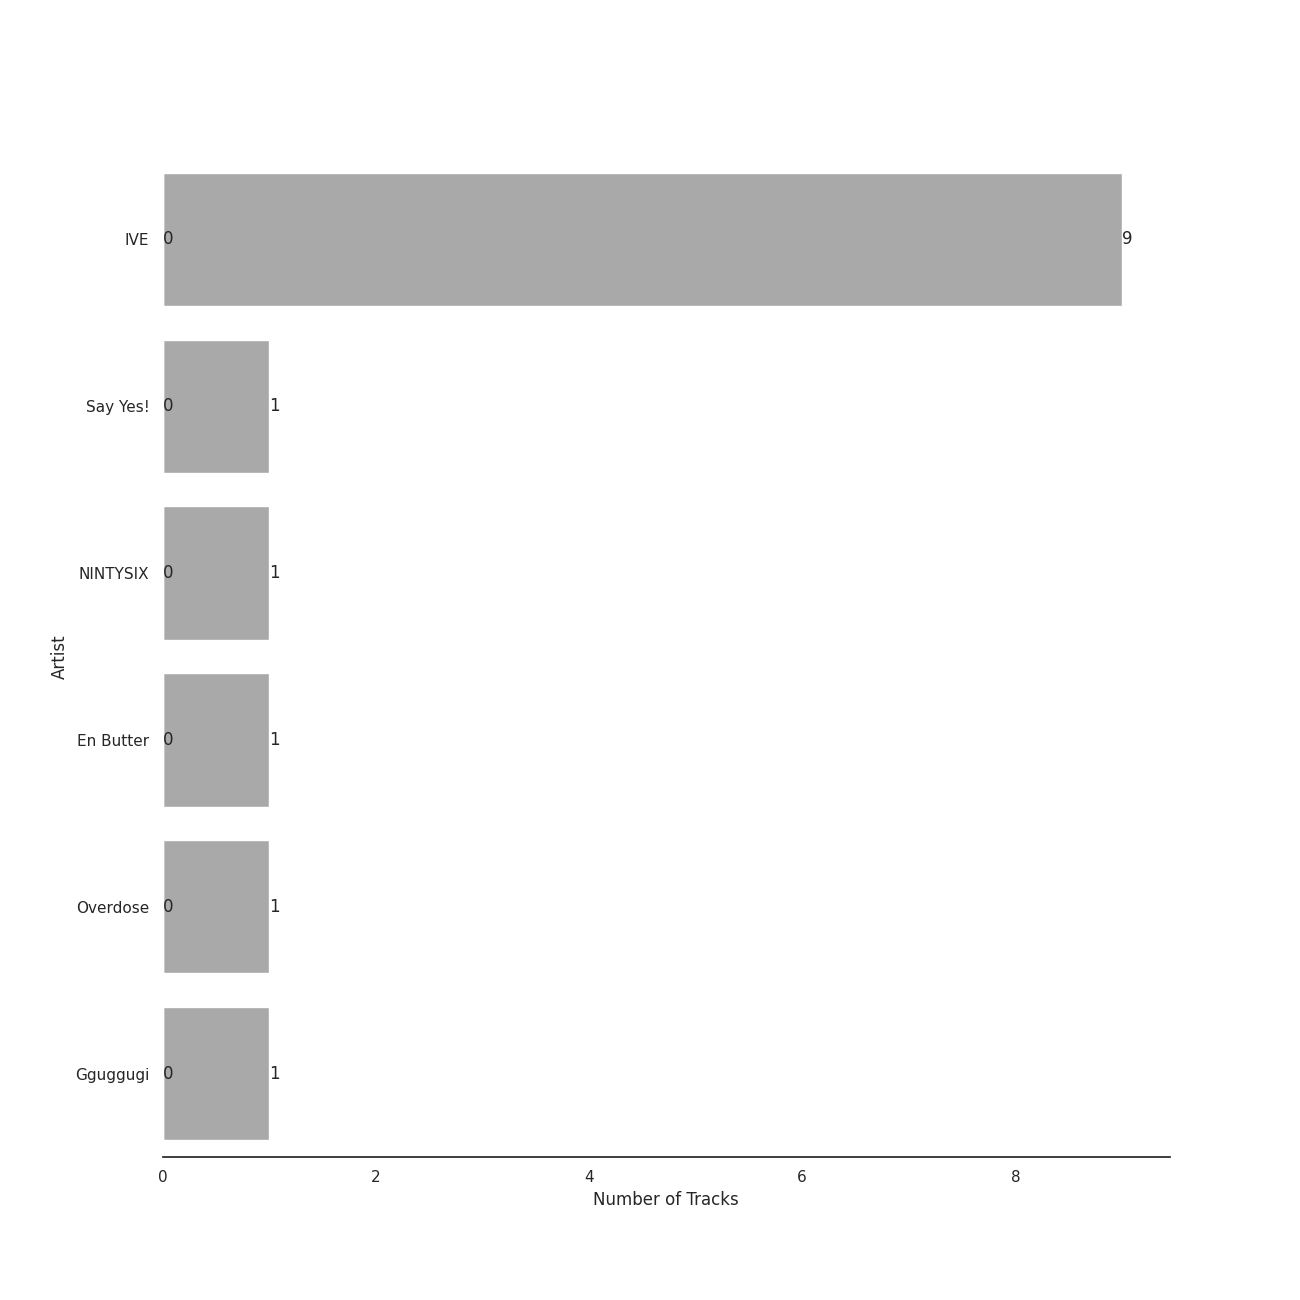 IVE 0 9
Say Yes! 0 1
NINTYSIX 0 1
Artist
En Butter 0 1
Overdose 0 1
Gguggugi 0 1
0 2 4 6 8
Number of Tracks